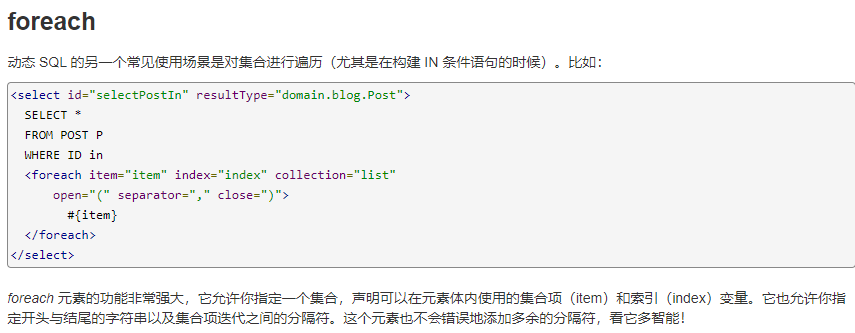 foreach
动态 SQL 的另一个常见使用场景是对集合进行遍历（尤其是在构建 IN 条件语句的时候）。比如：
<select id="selectPostIn" resultType="domain.blog.Post">
  SELECT *
  FROM POST P
  WHERE ID in
  <foreach item="item" index="index" collection="list"
      open="(" separator="," close=")">
        #{item}
  </foreach>
</select>
foreach 元素的功能非常强大，它允许你指定一个集合，声明可以在元素体内使用的集合项（item）和索引（index）变量。它也允许你指
定开头与结尾的字符串以及集合项迭代之间的分隔符。这个元素也不会错误地添加多余的分隔符，看它多智能！